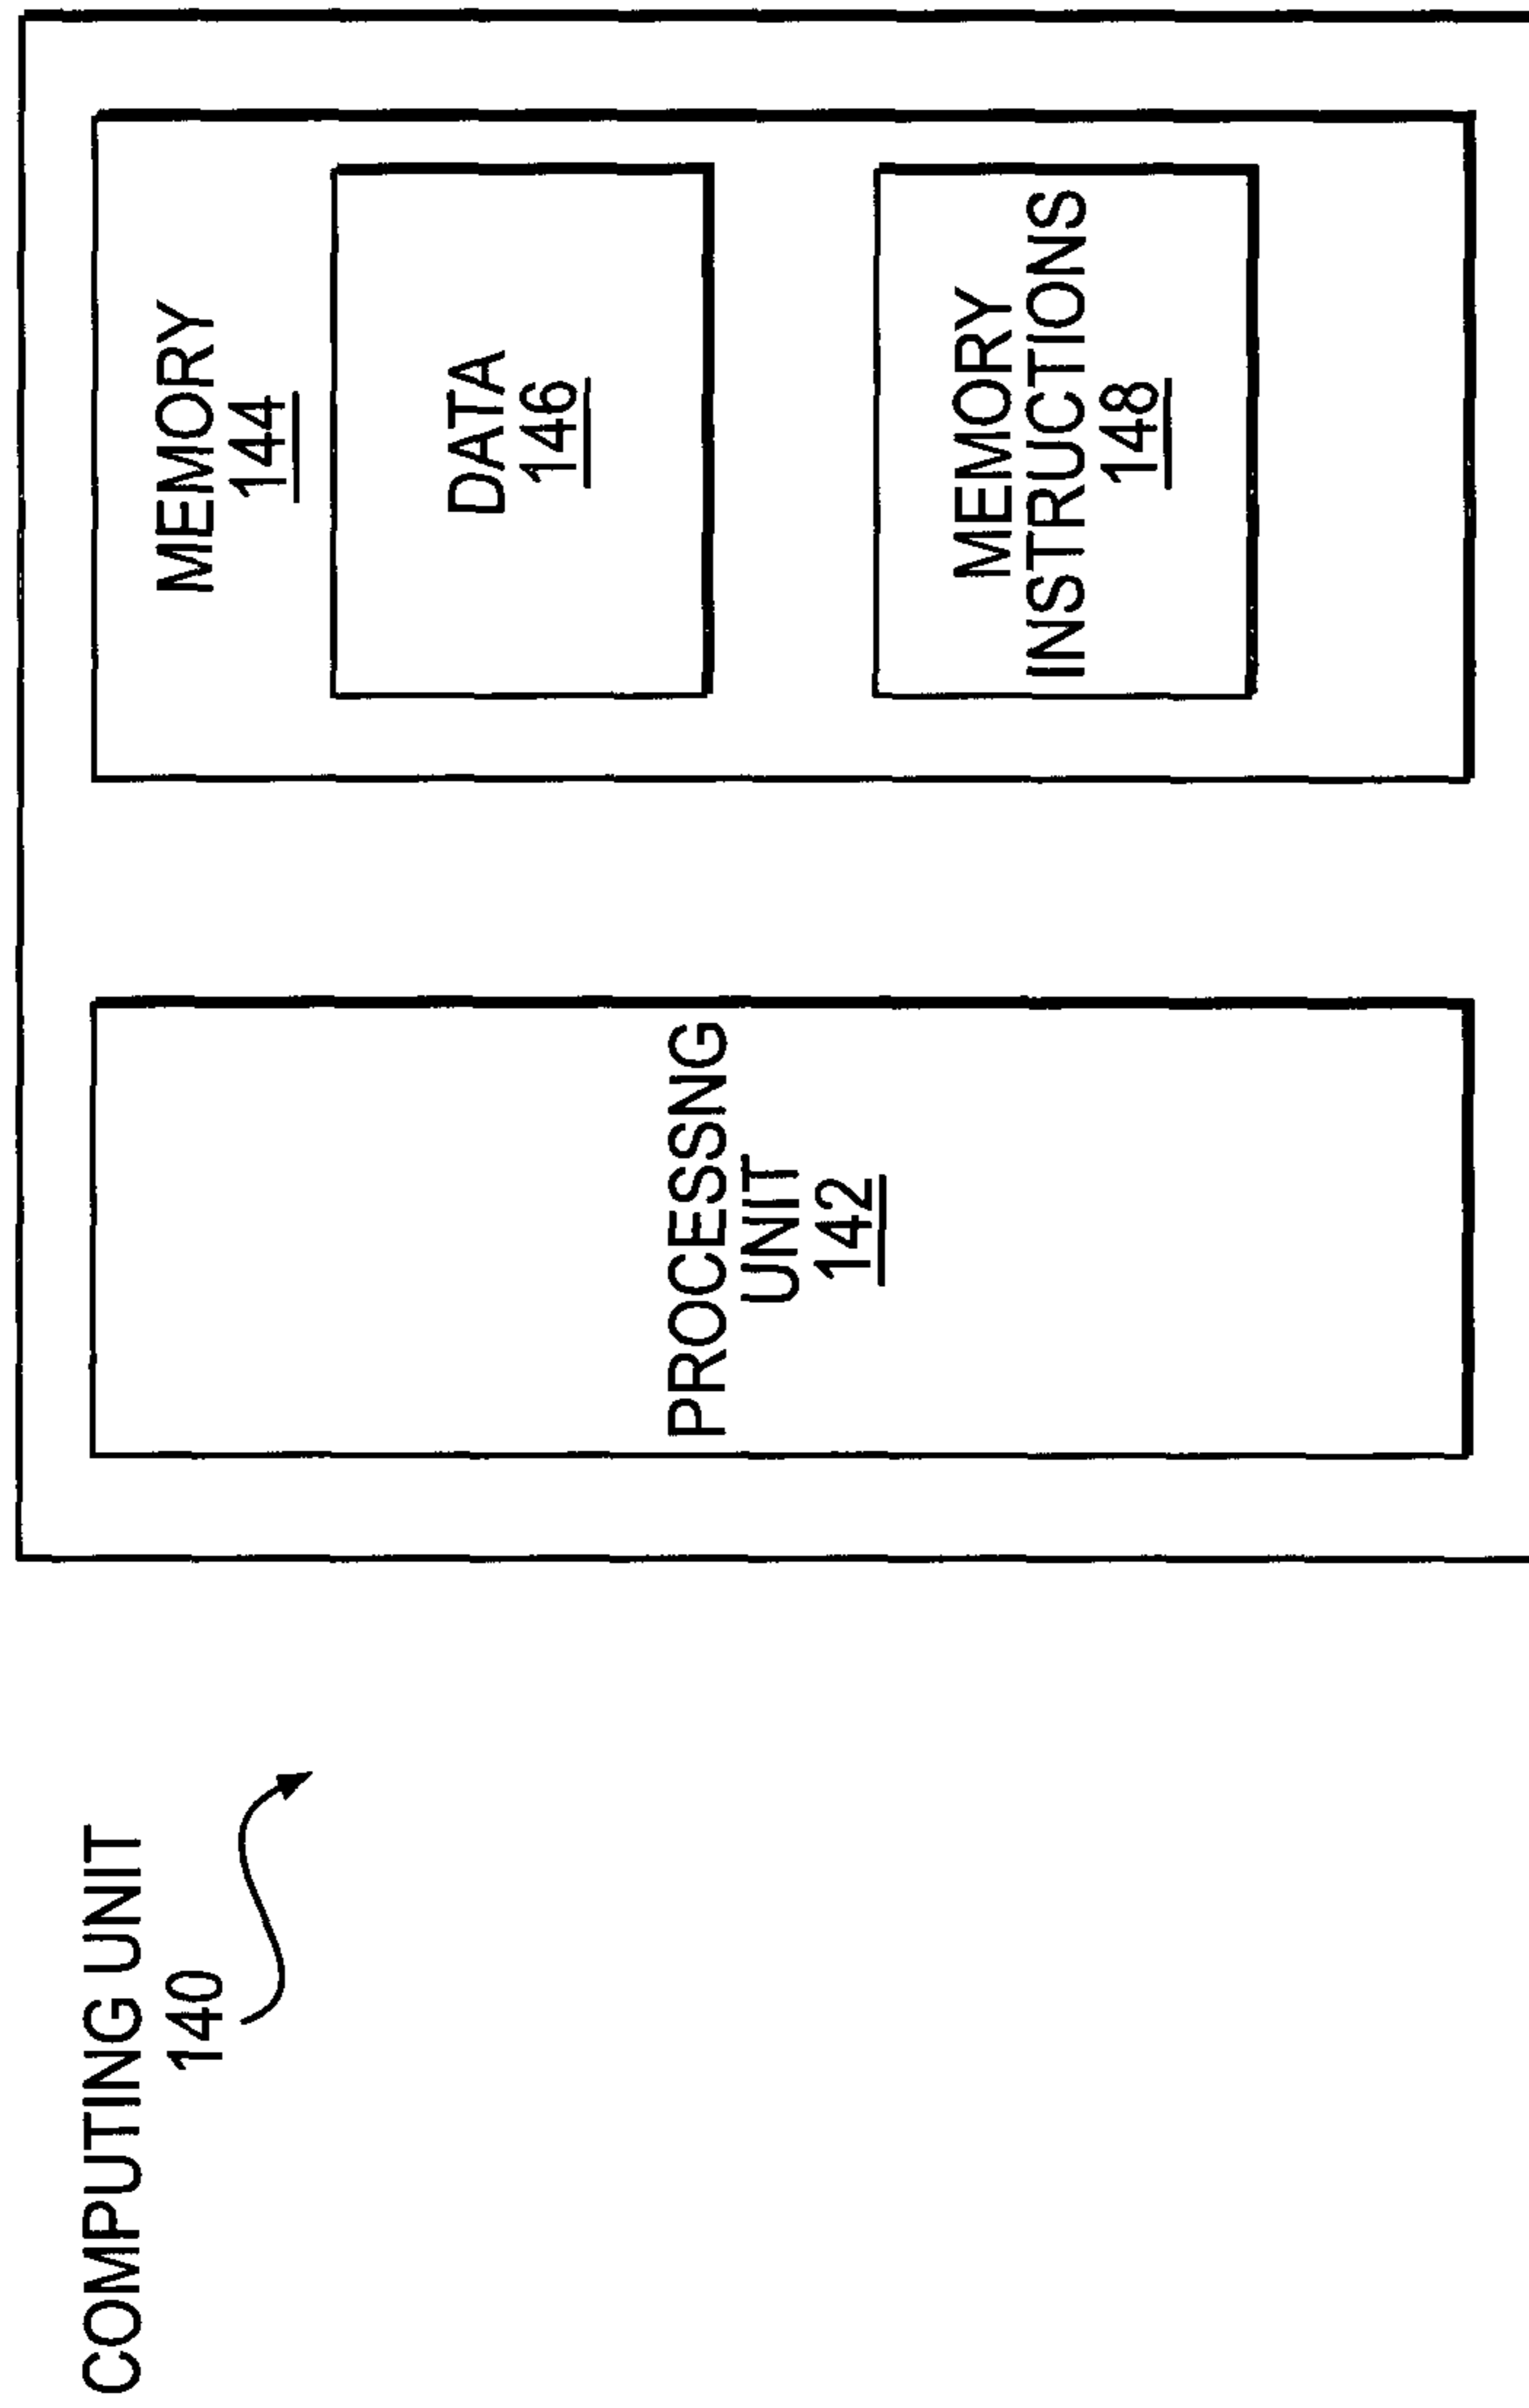 COMPUTING UNIT
140
PROCESSNG
UNIT
142
MEMORY
144
DATA
146
MEMORY
INSTRUCTIONS
148